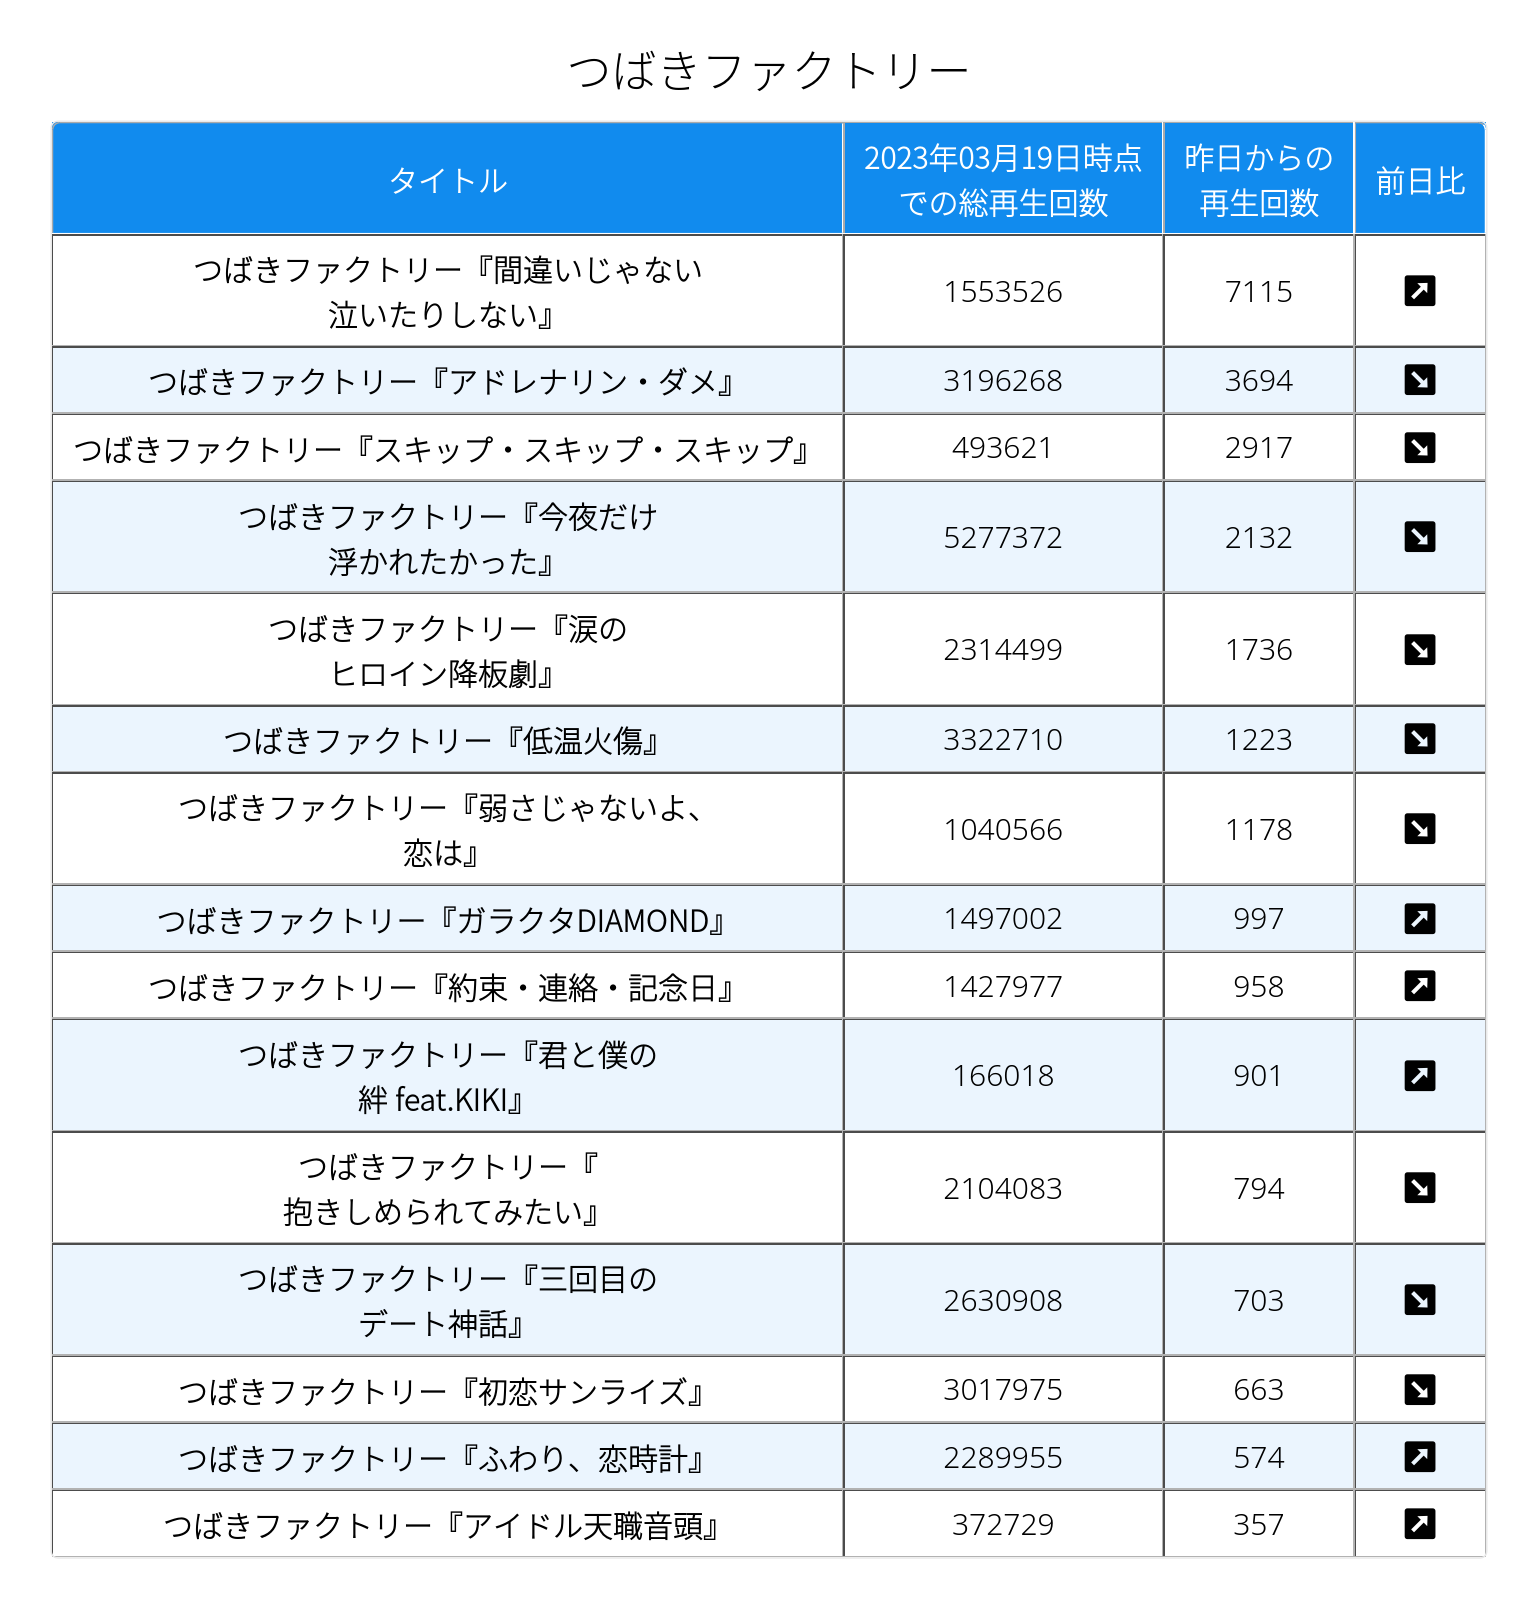 つばきファクトリー
タイトル
2023年03月19日時点
での総再生回数
昨日からの
再生回数
前日比
つばきファクトリー『間違いじゃない
泣いたりしない』
1553526
7115
つばきファクトリー『アドレナリン・ダメ』
3196268
3694
つばきファクトリー『スキップ・スキップ・スキップ』
493621
2917
つばきファクトリー『今夜だけ
浮かれたかった』
5277372
2132
つばきファクトリー『涙の
ヒロイン降板劇』
2314499
1736
つばきファクトリー『低温火傷』
3322710
1223
つばきファクトリー『弱さじゃないよ、
恋は』
1040566
1178
つばきファクトリー『ガラクタDIAMOND』
1497002
997
つばきファクトリー『約束・連絡・記念日』
1427977
958
つばきファクトリー『君と僕の
絆 feat.KIKI』
166018
901
つばきファクトリー『
抱きしめられてみたい』
2104083
794
つばきファクトリー『三回目の
デート神話』
2630908
703
つばきファクトリー『初恋サンライズ』
3017975
663
つばきファクトリー『ふわり、恋時計』
2289955
574
つばきファクトリー『アイドル天職音頭』
372729
357